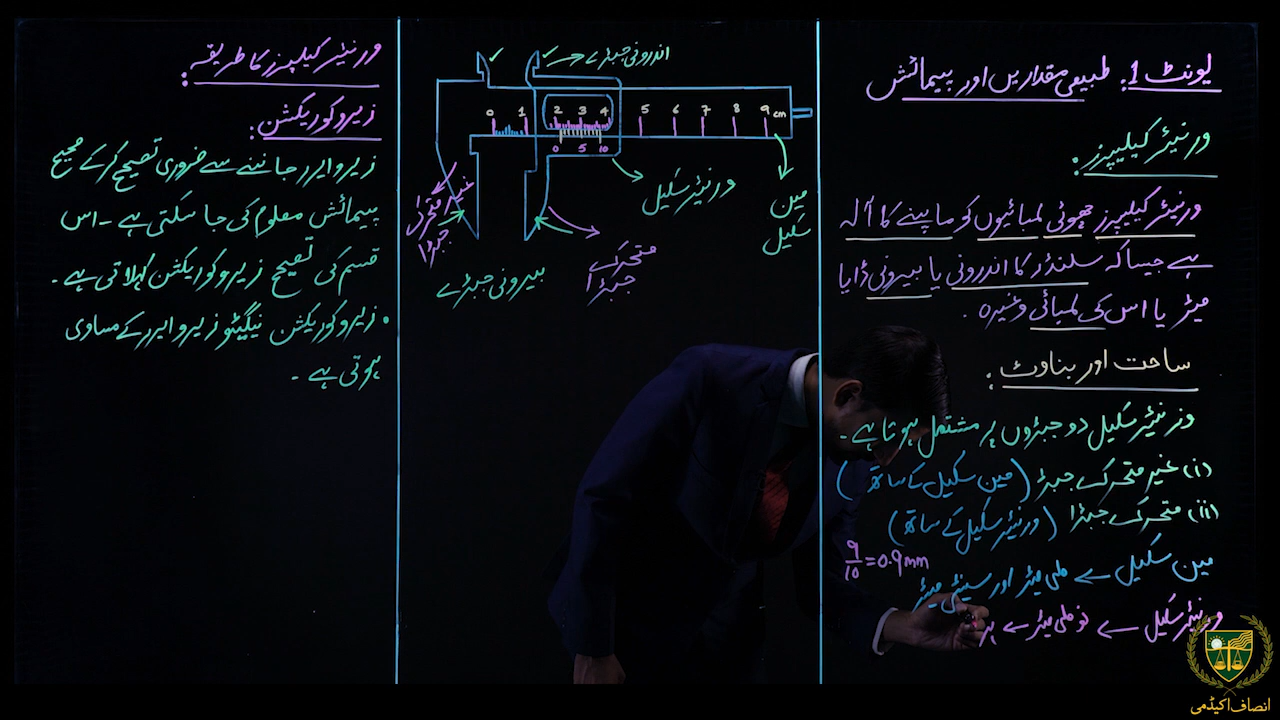 یونٹ 1. طبیعی مقداریں اور پیمائش
ورنیئر کیلیپرز:
ورنیئر کیلیپرز چھوٹی لمبائیوں کو ماپنے کا آلہ
ہے جیسا کہ سلنڈر کا اندرونی یا بیرونی ڈایا
میٹر یا اس کی لمبائی وغیرہ .
ساخت اور بناوٹ :
ورنیئر سکیل دو جبڑوں پر مشتمل ہوتا ہے۔
(i) غیر متحرک جبڑا (مین سکیل کے ساتھ)
(ii) متحرک جبڑا (ورنیئر سکیل کے ساتھ)
مین سکیل ← ملی میٹر اور سینٹی میٹر
9/10 = 0.9mm
ورنیئر سکیل ← نو ملی میٹر ←
اندرونی جبڑے
0 1 2 3 4 5 6 7 8 9 cm
0 5 10
مین سکیل
ورنیئر سکیل
غیر متحرک جبڑا
متحرک جبڑا
بیرونی جبڑے
ورنیئر کیلیپرز کا طریقہ :
زیرو کوریکشن :
زیرو ایرر جاننے سے ضروری تصحیح کر کے صحیح
پیمائش معلوم کی جا سکتی ہے ۔ اس
قسم کی تصحیح زیرو کوریکشن کہلاتی ہے ۔
• زیرو کوریکشن نیگیٹو زیرو ایرر کے مساوی
ہوتی ہے ۔
انصاف اکیڈمی